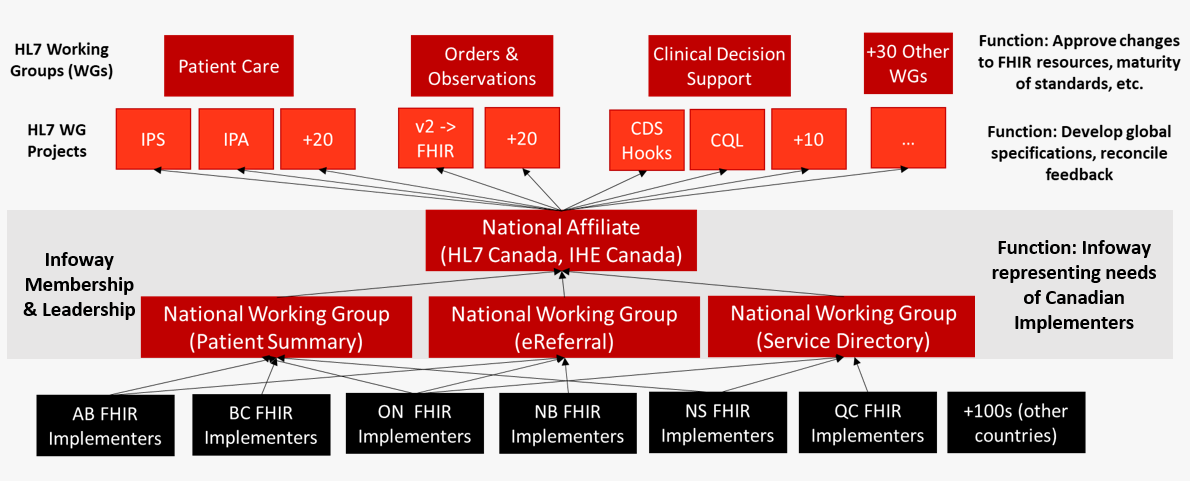 HL7 Working
Groups (WGs)
Patient Care
Orders &
Observations
Clinical Decision
Support
+30 Other
WGs
Function: Approve changes
to FHIR resources, maturity
of standards, etc.
HL7 WG
Projects
IPS
IPA
+20
v2 ->
FHIR
+20
CDS
Hooks
CQL
+10
...
Function: Develop global
specifications, reconcile
feedback
Infoway
Membership
& Leadership
National Affiliate
(HL7 Canada, IHE Canada)
Function: Infoway
representing needs
of Canadian
Implementers
National Working Group
(Patient Summary)
National Working Group
(eReferral)
National Working Group
(Service Directory)
AB FHIR
Implementers
BC FHIR
Implementers
ON  FHIR
Implementers
NB FHIR
Implementers
NS FHIR
Implementers
QC FHIR
Implementers
+100s (other
countries)